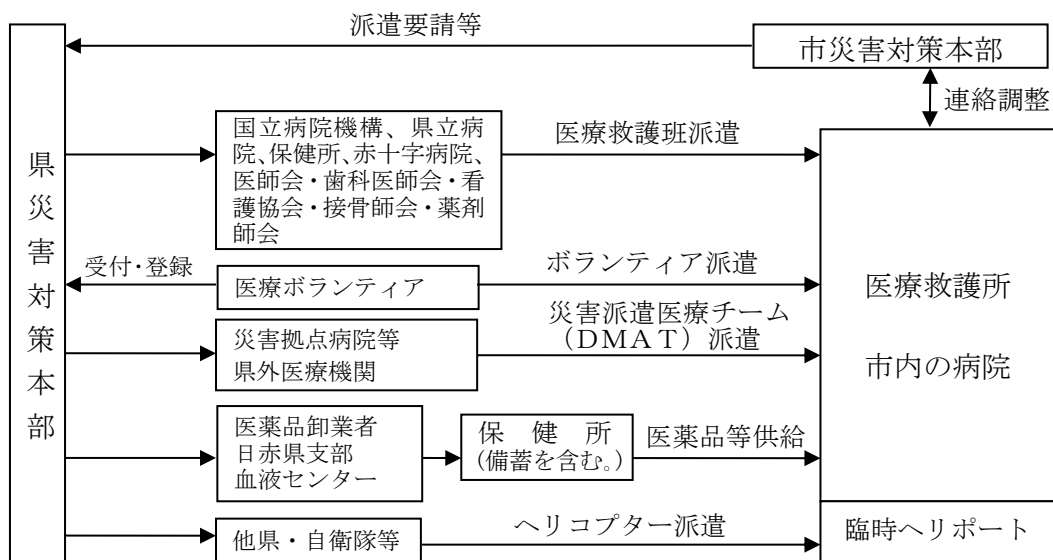 派遣要請等
市災害対策本部
連絡調整
県災害対策本部
国立病院機構、県立病
院、保健所、赤十字病院、
医師会・歯科医師会・看
護協会・接骨師会・薬剤
師会
医療救護班派遣
受付・登録
医療ボランティア
ボランティア派遣
災害拠点病院等
県外医療機関
災害派遣医療チーム
（ＤＭＡＴ）派遣
医療救護所
市内の病院
医薬品卸業者
日赤県支部
血液センター
保　健　所
（備蓄を含む。）
医薬品等供給
他県・自衛隊等
ヘリコプター派遣
臨時ヘリポート